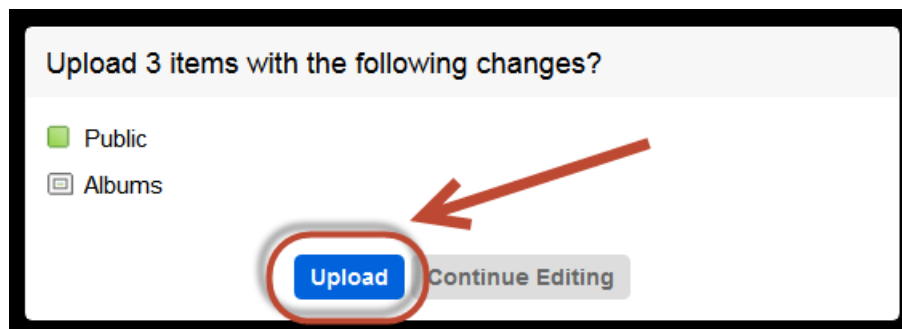 Upload 3 items with the following changes?
Public
Albums
Upload Continue Editing